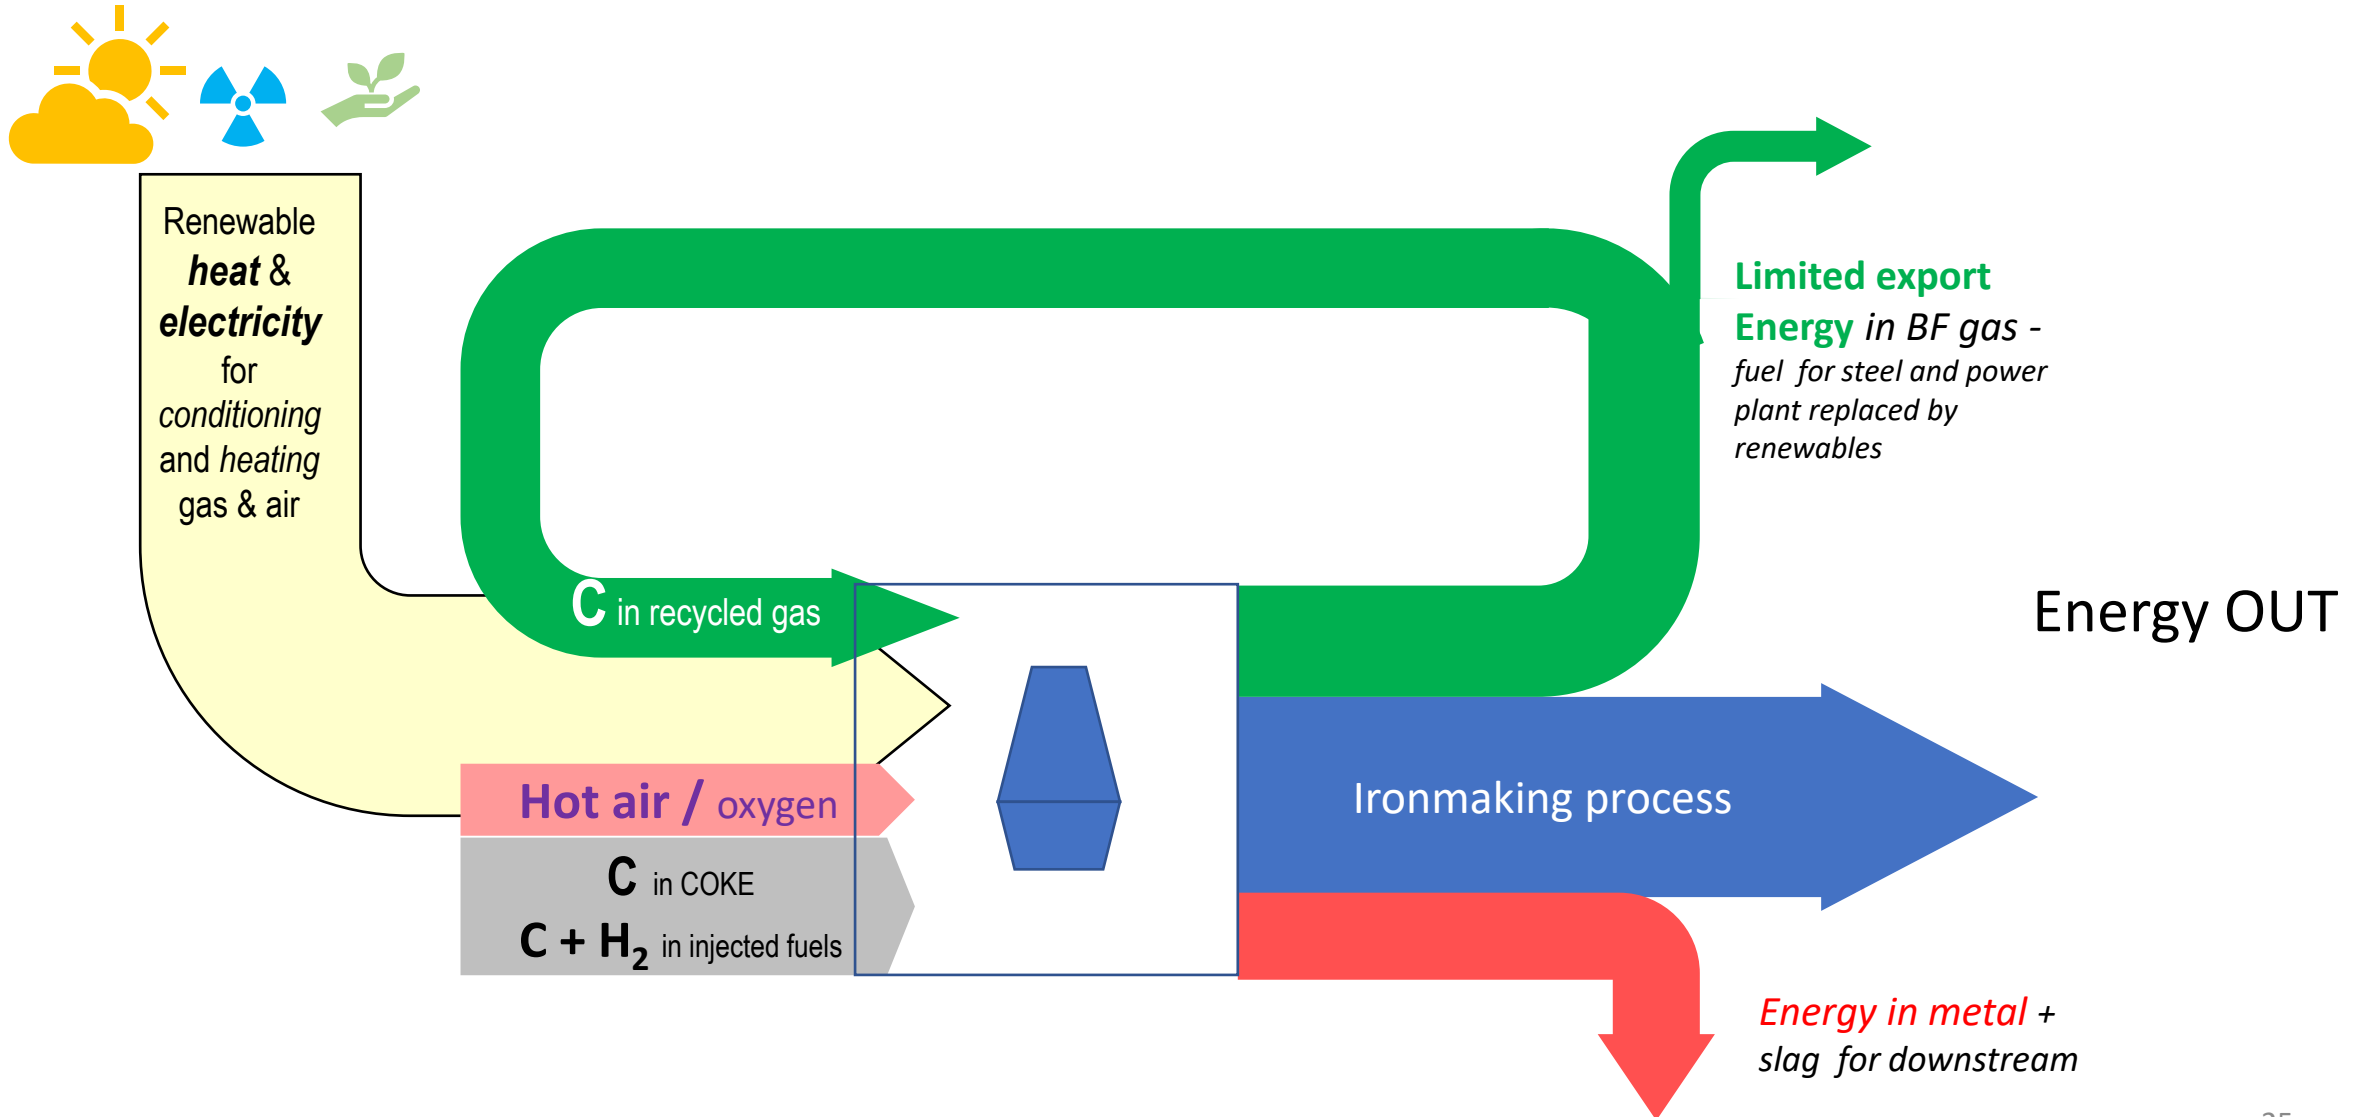 Renewable
heat &
electricity
for
conditioning
and heating
gas & air
C in recycled gas
Hot air / oxygen
C in COKE
C + H₂ in injected fuels
Ironmaking process
Limited export
Energy in BF gas -
fuel for steel and power
plant replaced by
renewables
Energy OUT
Energy in metal +
slag for downstream